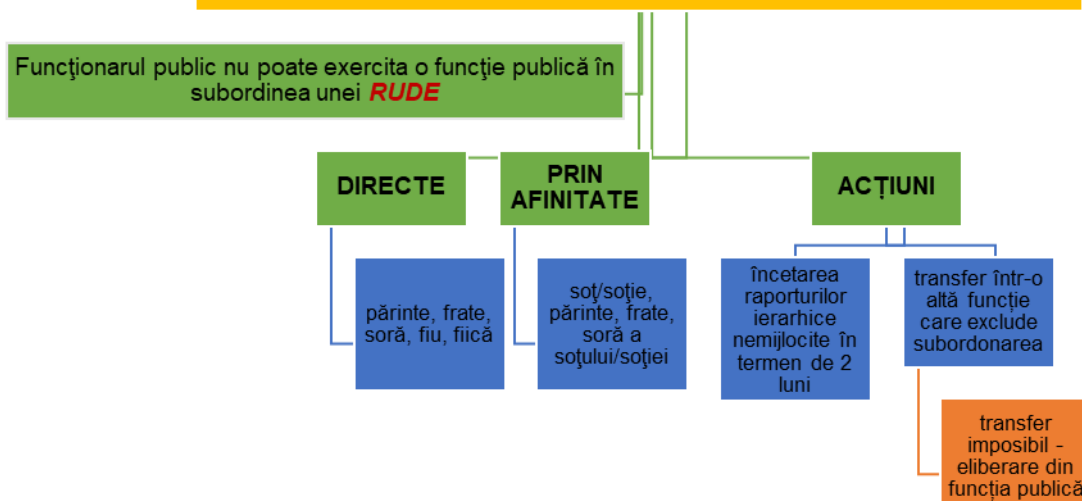 Funcţionarul public nu poate exercita o funcţie publică în
subordinea unei RUDE
DIRECTE
PRIN
AFINITATE
ACȚIUNI
părinte, frate,
soră, fiu, fiică
soţ/soţie,
părinte, frate,
soră a
soţului/soţiei
încetarea
raporturilor
ierarhice
nemijlocite în
termen de 2
luni
transfer într-o
altă funcţie
care exclude
subordonarea
transfer
imposibil -
eliberare din
funcţia publică